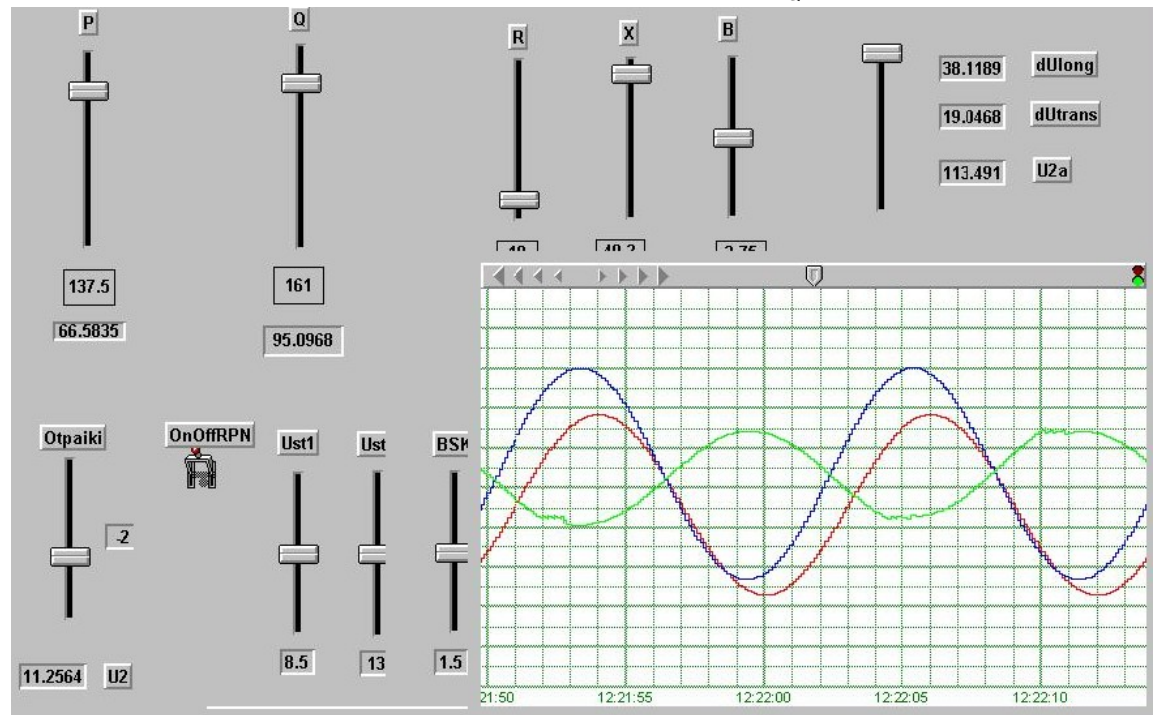 P
Q
R
X
B
38.1189
dUlong
19.0468
dUtrans
113.491
U2a
137.5
161
66.5835
95.0968
Otpaiki
OnOffRPN
Ust1
Ust
BSK
-2
8.5
13
1.5
11.2564
U2
21:50
12:21:55
12:22:00
12:22:05
12:22:10